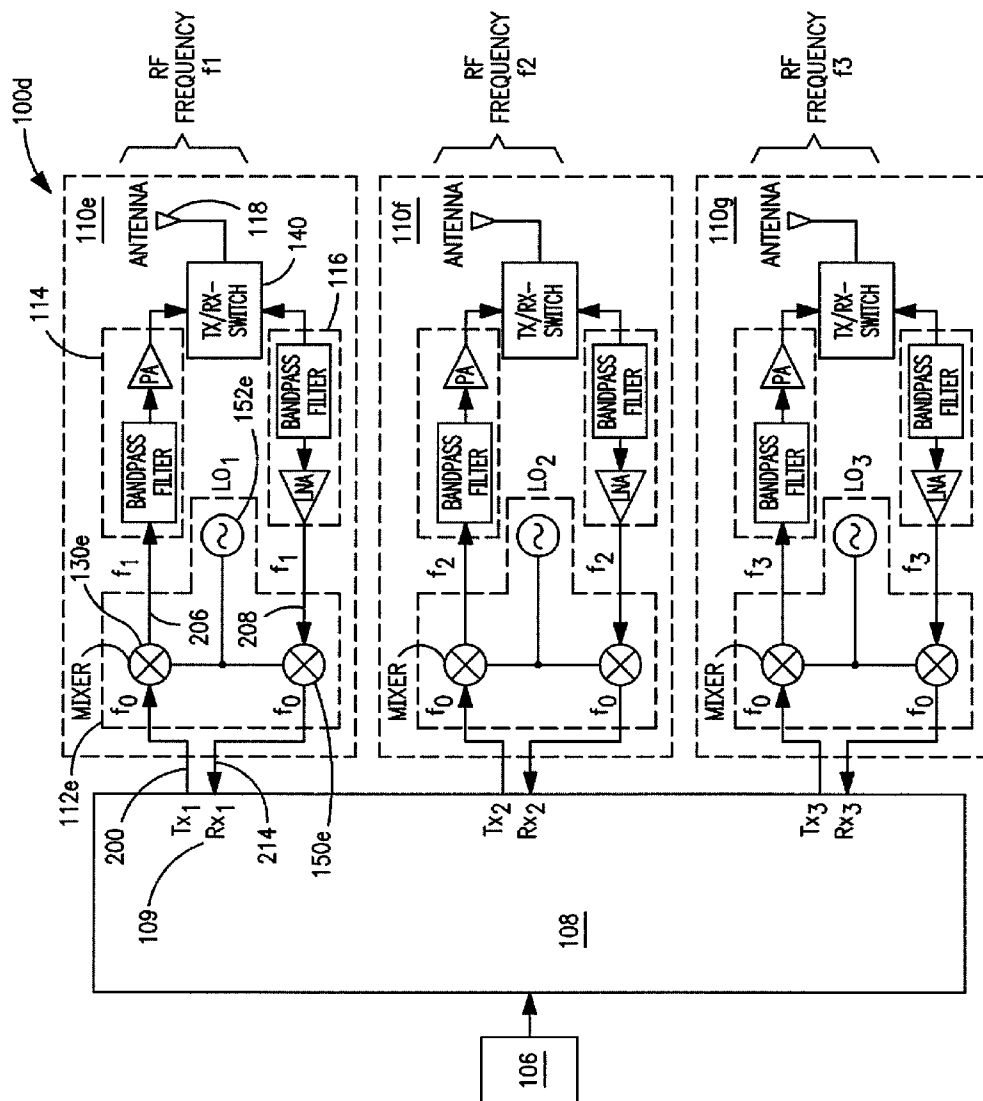 100d
110e
ANTENNA
118
140
TX/RX-
SWITCH
116
114
PA
BANDPASS
FILTER
152e
LO1
BANDPASS
FILTER
LNA
130e
f1
206
f1
208
MIXER
f0
f0
112e
200
214
150e
RF
FREQUENCY
f1
110f
ANTENNA
TX/RX-
SWITCH
PA
BANDPASS
FILTER
LO2
BANDPASS
FILTER
LNA
f2
f2
MIXER
f0
f0
RF
FREQUENCY
f2
110g
ANTENNA
TX/RX-
SWITCH
PA
BANDPASS
FILTER
LO3
BANDPASS
FILTER
LNA
f3
f3
MIXER
f0
f0
RF
FREQUENCY
f3
Tx1
Rx1
109
Tx2
Rx2
Tx3
Rx3
108
106